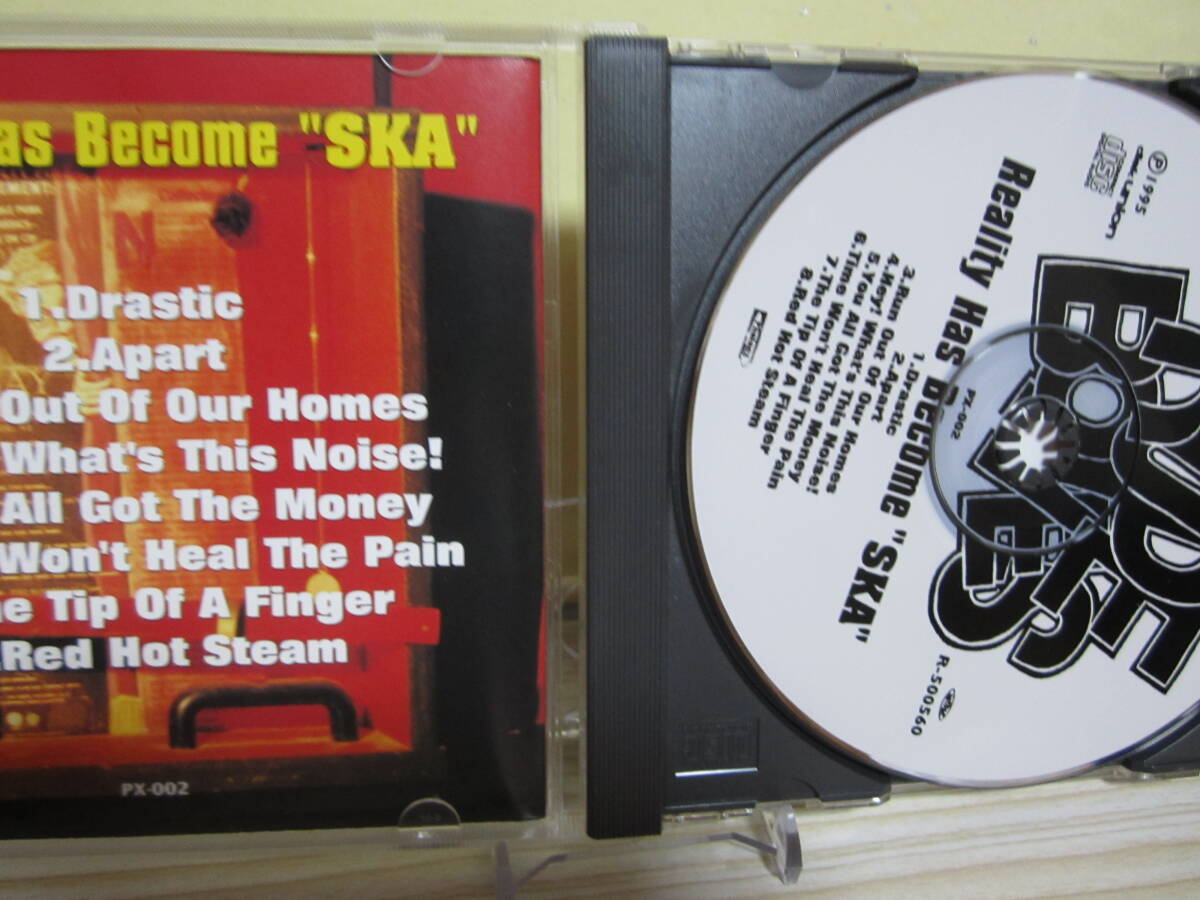 as Become "SKA"
1.Drastic
2.Apart
Out Of Our Homes
What's This Noise!
All Got The Money
Won't Heal The Pain
e Tip Of A Finger
.Red Hot Steam
PX-002
℗1995
disk union
COMPACT
disc
Reality Has Become "SKA"
1.Drastic
2.Apart
3.Run Out Of Our Homes
4.Hey! What's This Noise!
5.You All Got The Money
6.Time Won't Heal The Pain
7.The Tip Of A Finger
8.Red Hot Steam
PX-002
RUDE
BONES
R-500560